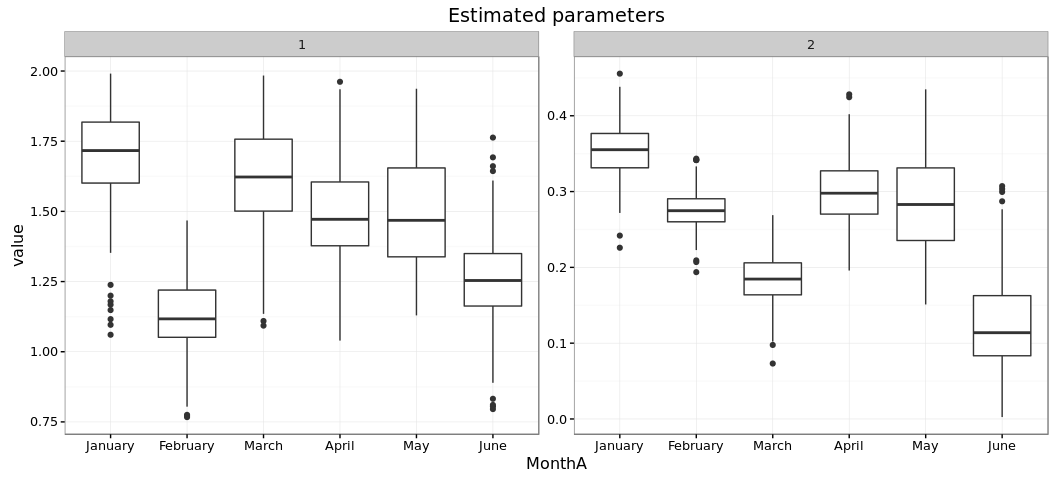 Estimated parameters
1
2
value
2.00
1.75
1.50
1.25
1.00
0.75
0.4
0.3
0.2
0.1
0.0
January February March April May June
January February March April May June
MonthA